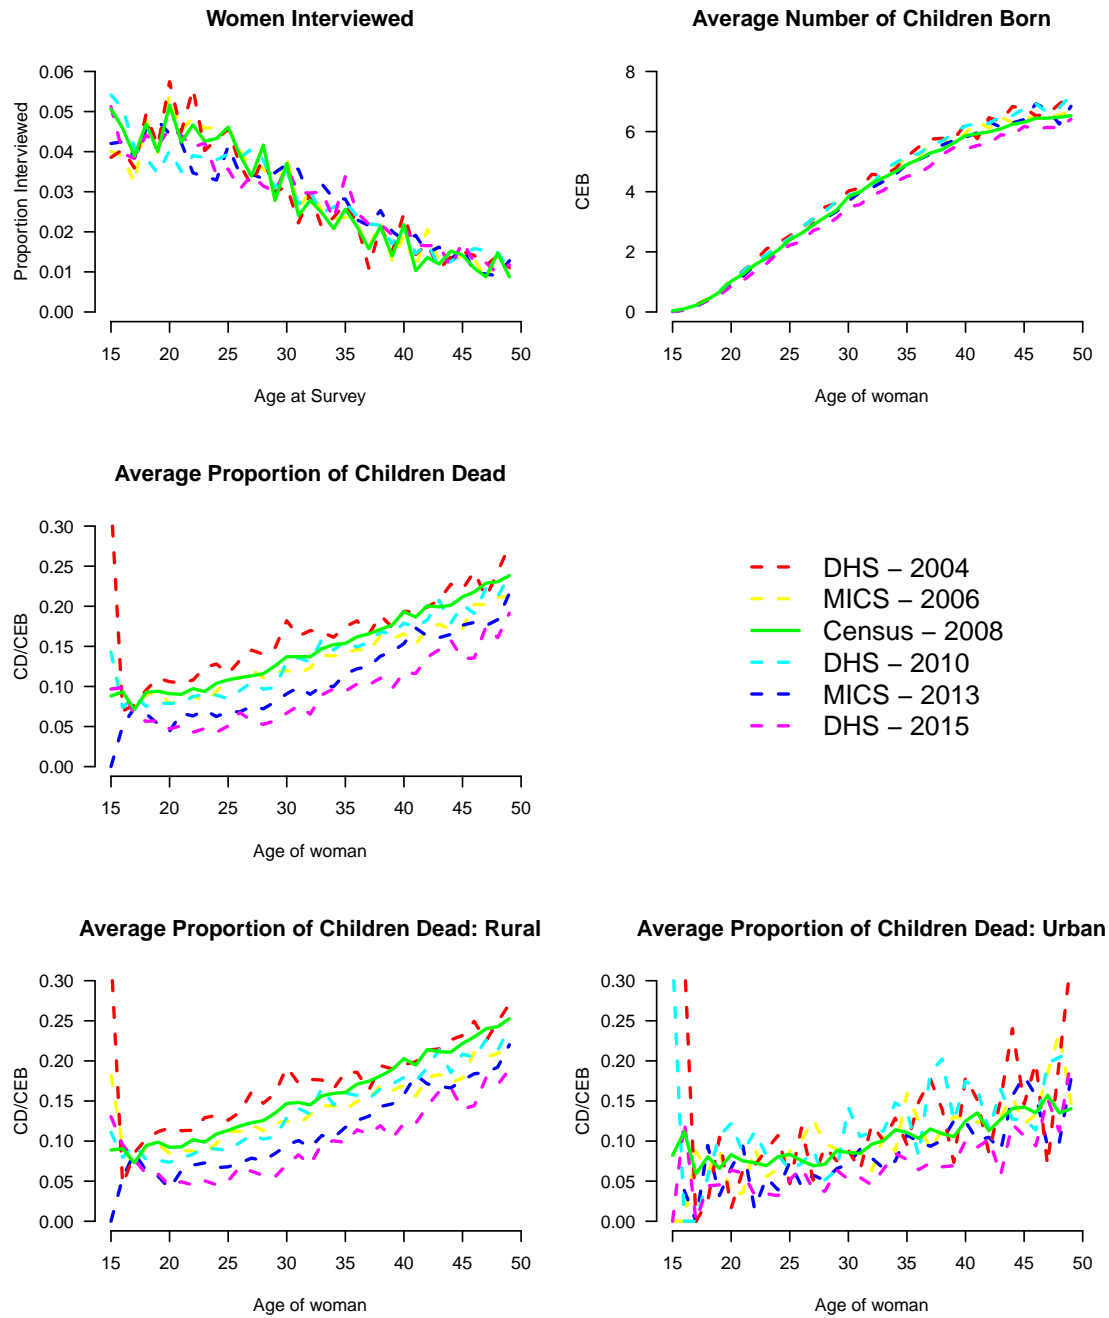 Women Interviewed
Average Number of Children Born
0.06
0.05
0.04
0.03
0.02
0.01
0.00
Proportion Interviewed
15 20 25 30 35 40 45 50
Age at Survey
8
6
4
2
0
CEB
15 20 25 30 35 40 45 50
Age of woman
Average Proportion of Children Dead
0.30
0.25
0.20
0.15
0.10
0.05
0.00
CD/CEB
15 20 25 30 35 40 45 50
Age of woman
DHS – 2004
MICS – 2006
Census – 2008
DHS – 2010
MICS – 2013
DHS – 2015
Average Proportion of Children Dead: Rural
0.30
0.25
0.20
0.15
0.10
0.05
0.00
CD/CEB
15 20 25 30 35 40 45 50
Age of woman
Average Proportion of Children Dead: Urban
0.30
0.25
0.20
0.15
0.10
0.05
0.00
CD/CEB
15 20 25 30 35 40 45 50
Age of woman